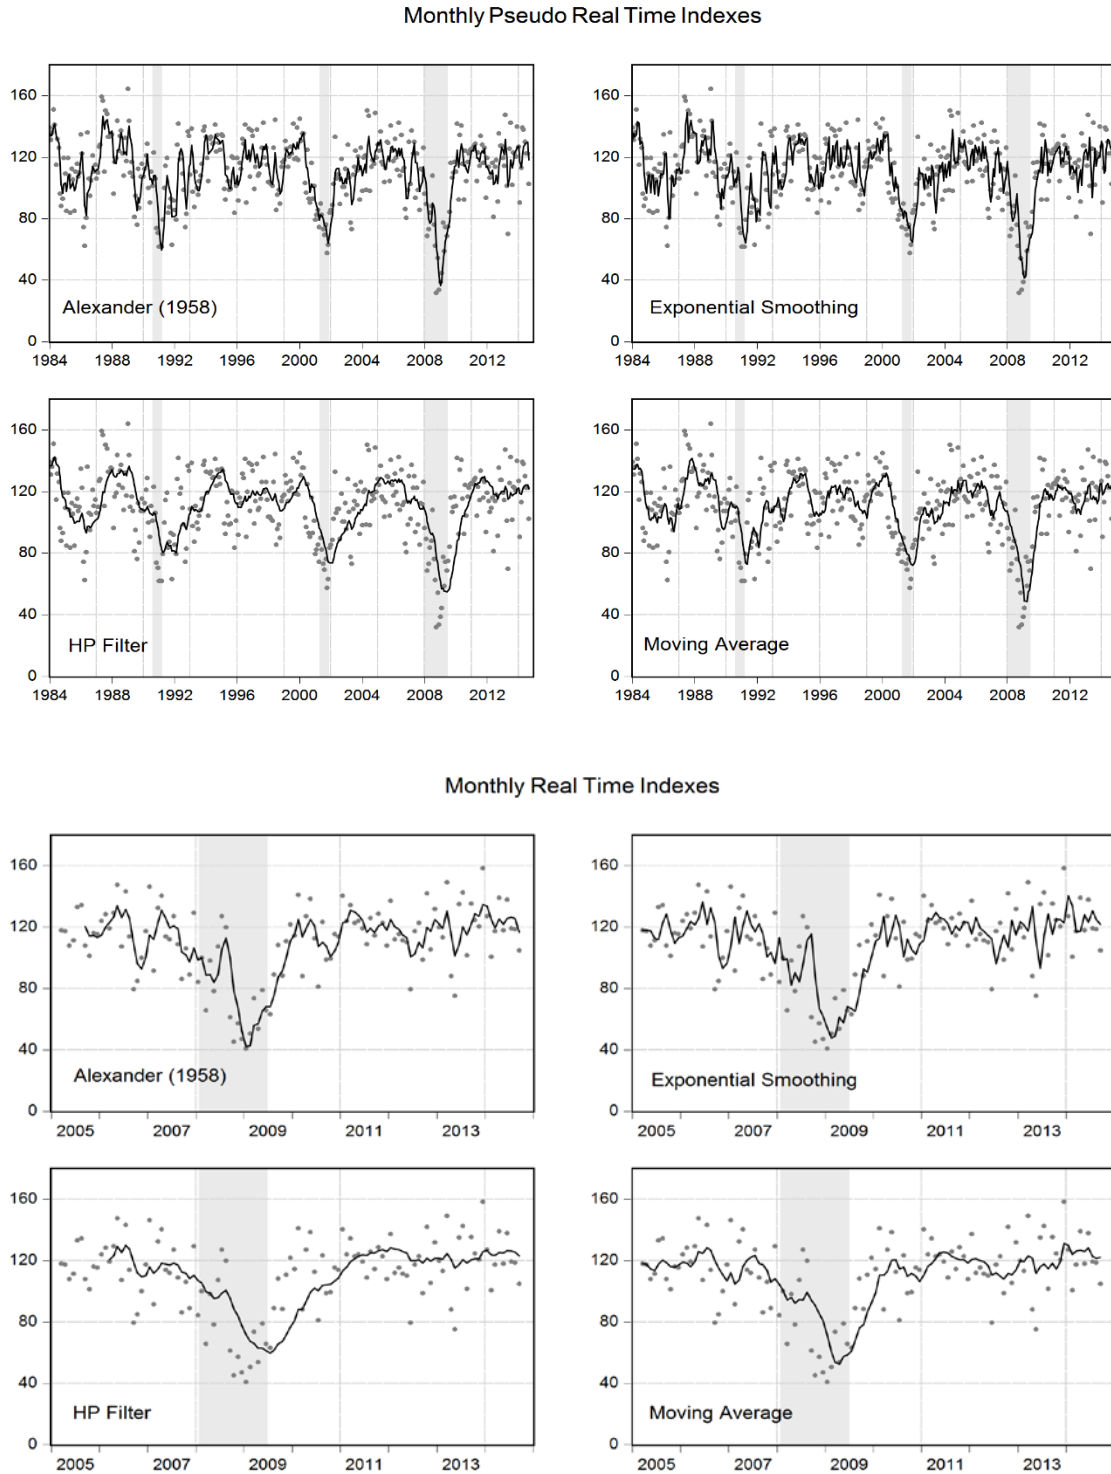 Monthly Pseudo Real Time Indexes
160
120
80
40
0
Alexander (1958)
1984 1988 1992 1996 2000 2004 2008 2012
160
120
80
40
0
Exponential Smoothing
1984 1988 1992 1996 2000 2004 2008 2012
160
120
80
40
0
HP Filter
1984 1988 1992 1996 2000 2004 2008 2012
160
120
80
40
0
Moving Average
1984 1988 1992 1996 2000 2004 2008 2012
Monthly Real Time Indexes
160
120
80
40
0
Alexander (1958)
2005 2007 2009 2011 2013
160
120
80
40
0
Exponential Smoothing
2005 2007 2009 2011 2013
160
120
80
40
0
HP Filter
2005 2007 2009 2011 2013
160
120
80
40
0
Moving Average
2005 2007 2009 2011 2013